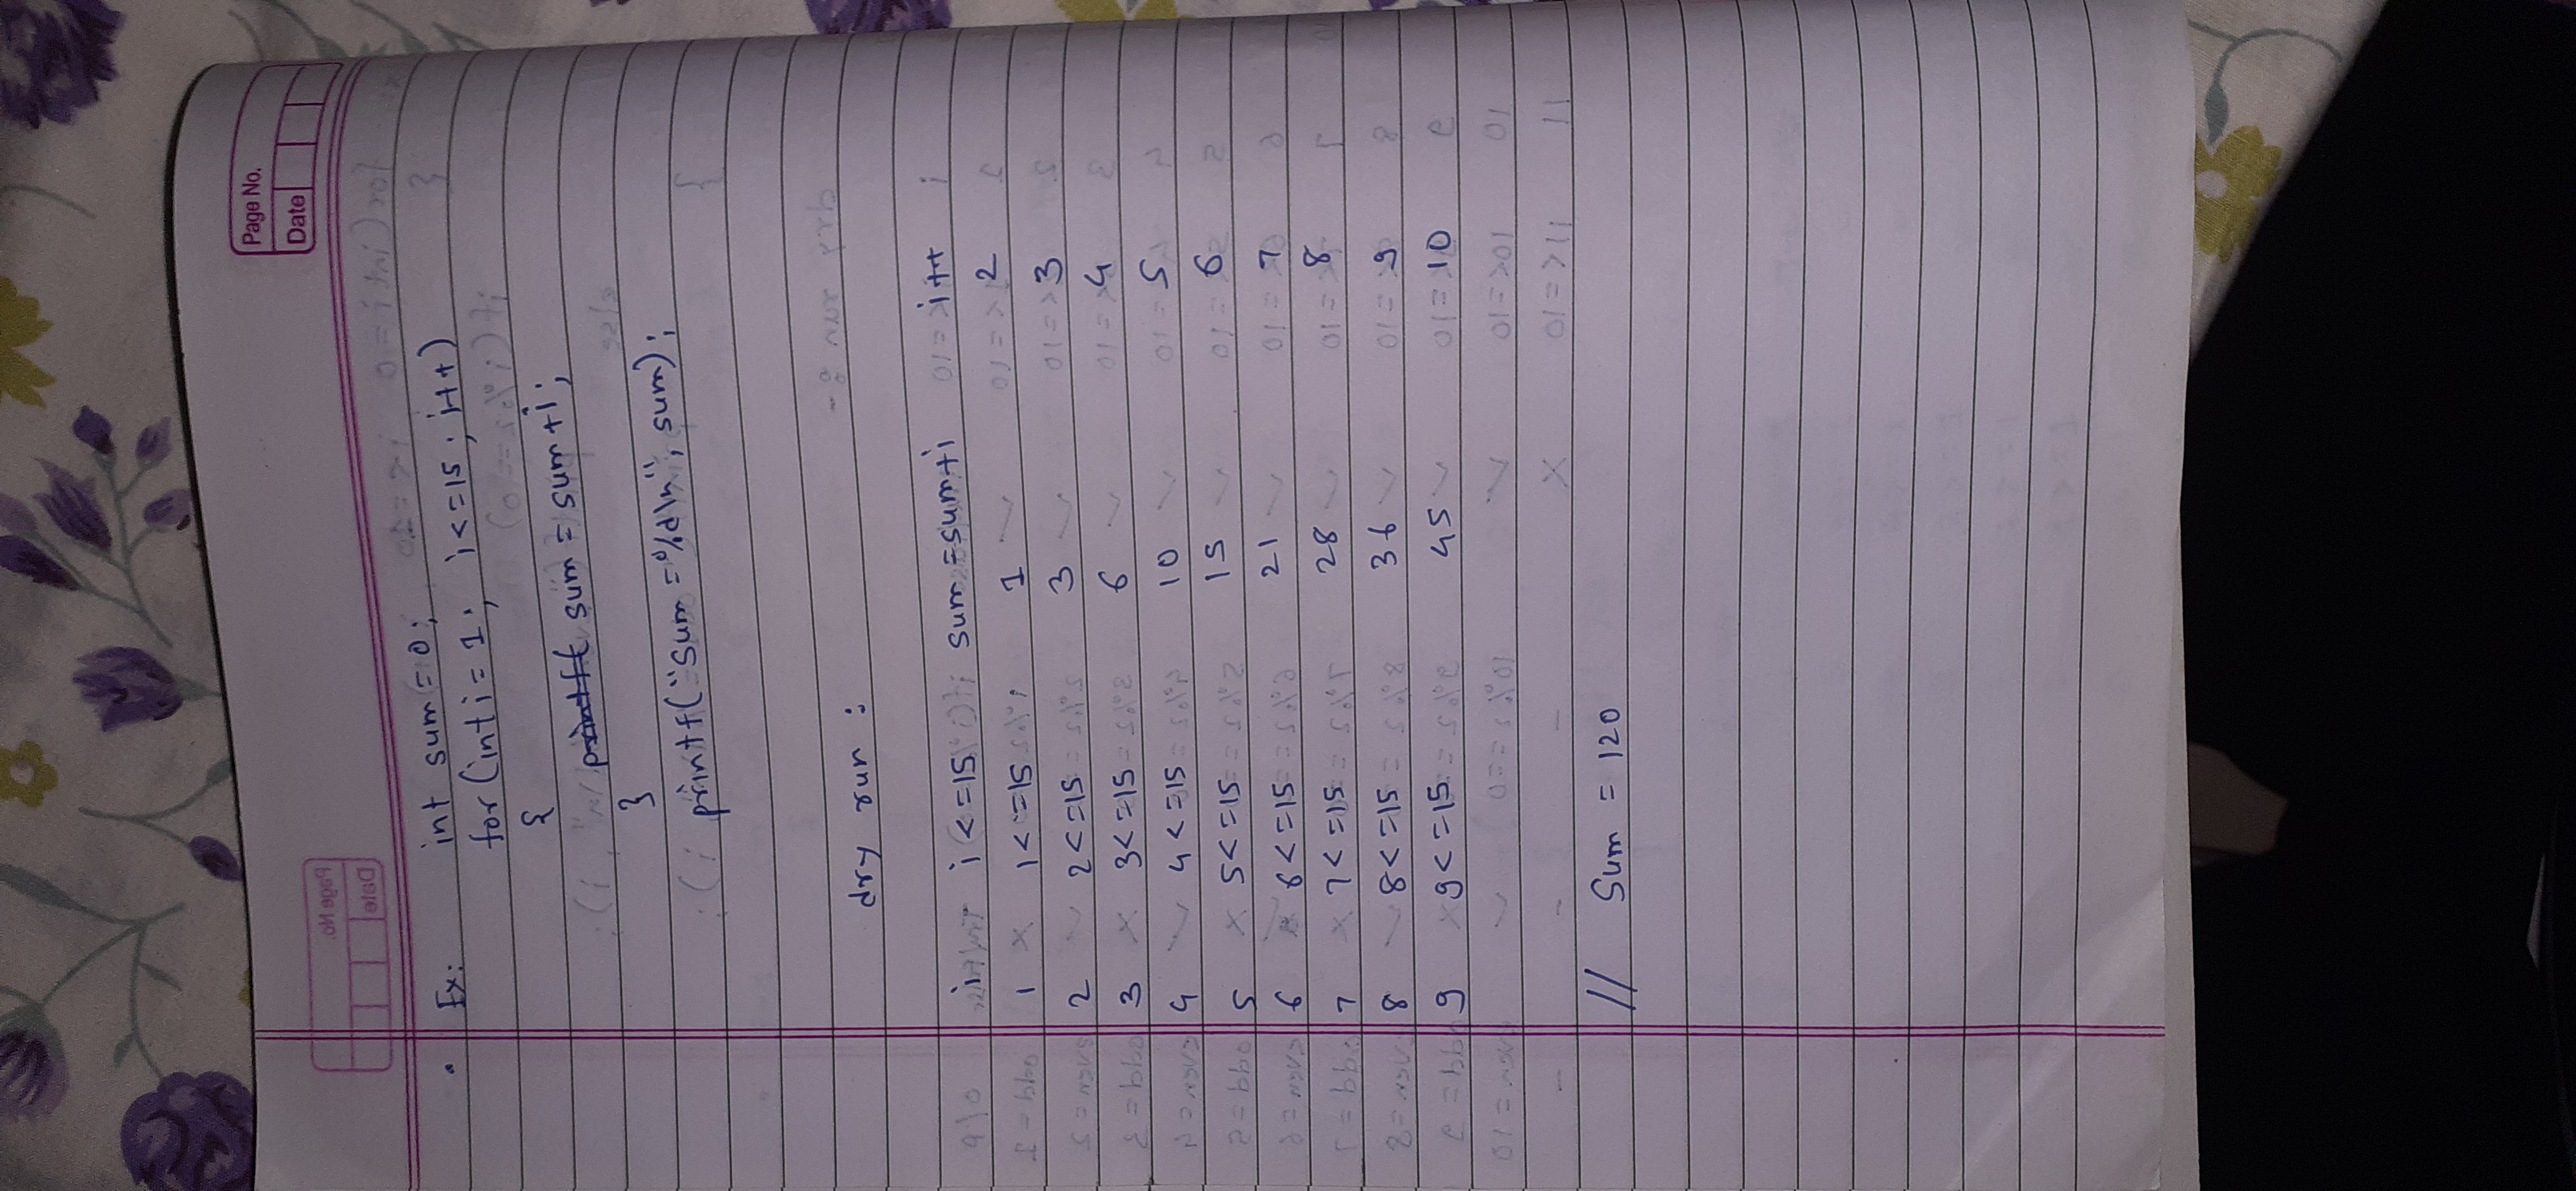 Page No.
Date
Ex: int sum = 0;
for (int i = 1; i <= 15; i++)
{
sum = sum + i;
}
printf("Sum = %d\n", sum);
dry run :
i i <= 15 sum = sum + i i++
1 1 <= 15 1 2
2 2 <= 15 3 3
3 3 <= 15 6 4
4 4 <= 15 10 5
5 5 <= 15 15 6
6 6 <= 15 21 7
7 7 <= 15 28 8
8 8 <= 15 36 9
9 9 <= 15 45 10
// Sum = 120